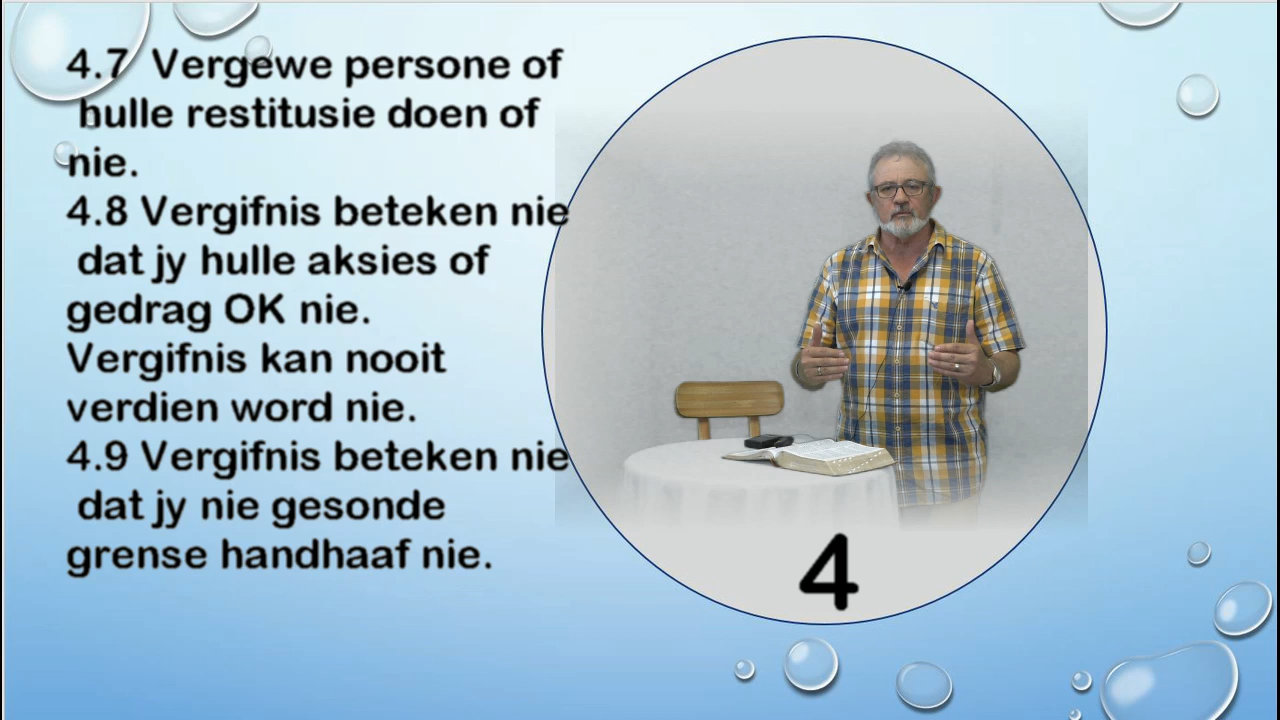 4.7 Vergewe persone of
hulle restitusie doen of
nie.
4.8 Vergifnis beteken nie
dat jy hulle aksies of
gedrag OK nie.
Vergifnis kan nooit
verdien word nie.
4.9 Vergifnis beteken nie
dat jy nie gesonde
grense handhaaf nie.
4